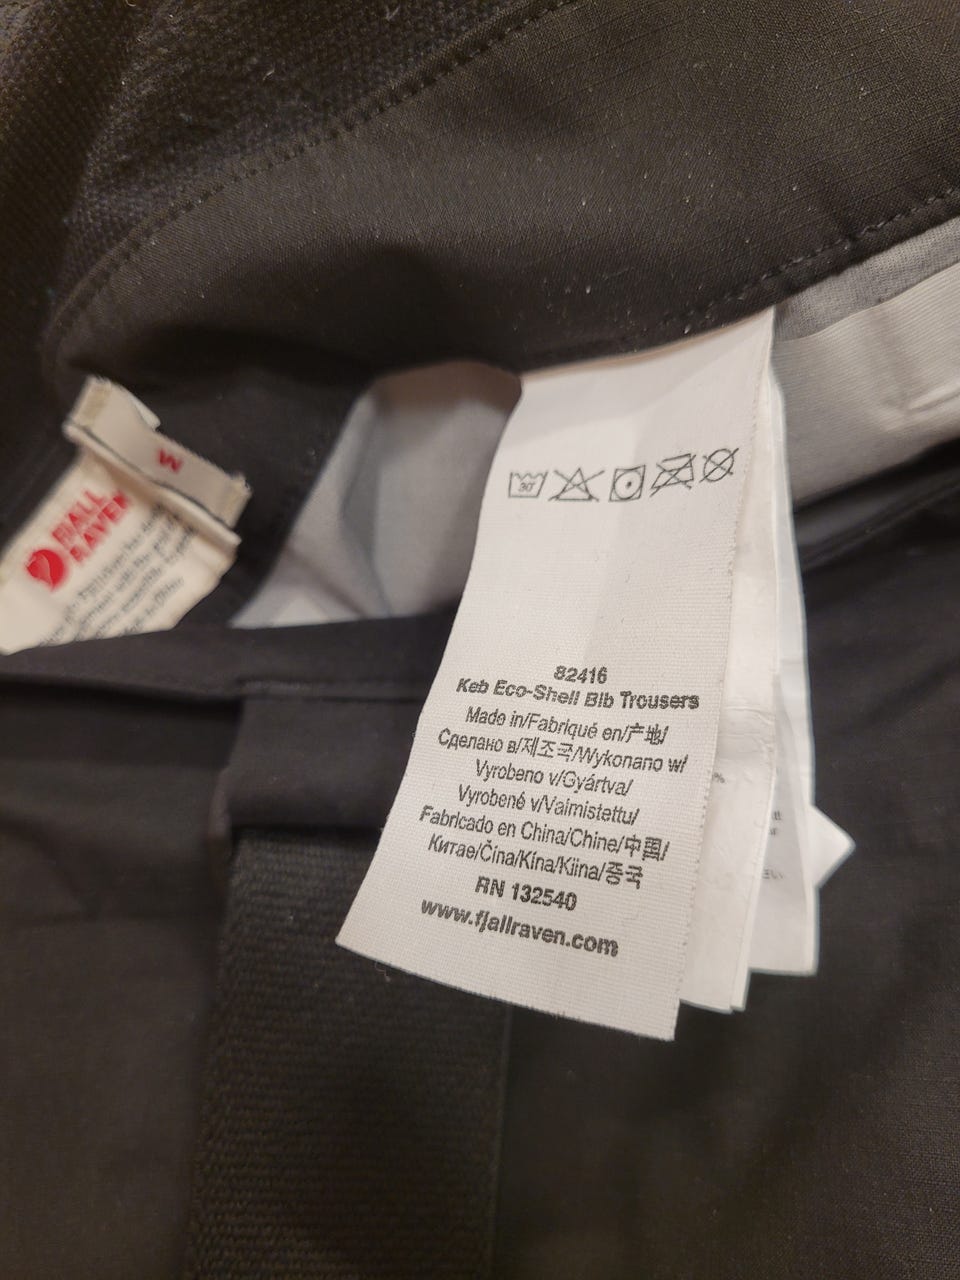 M
FJÄLL
RÄVEN
30°
82416
Keb Eco-Shell Bib Trousers
Made in/Fabriqué en/产地/
Сделано в/제조국/Wykonano w/
Vyrobeno v/Gyártva/
Vyrobené v/Valmistettu/
Fabricado en China/Chine/中国/
Китае/Čína/Kína/Kiina/중국
RN 132540
www.fjallraven.com
%